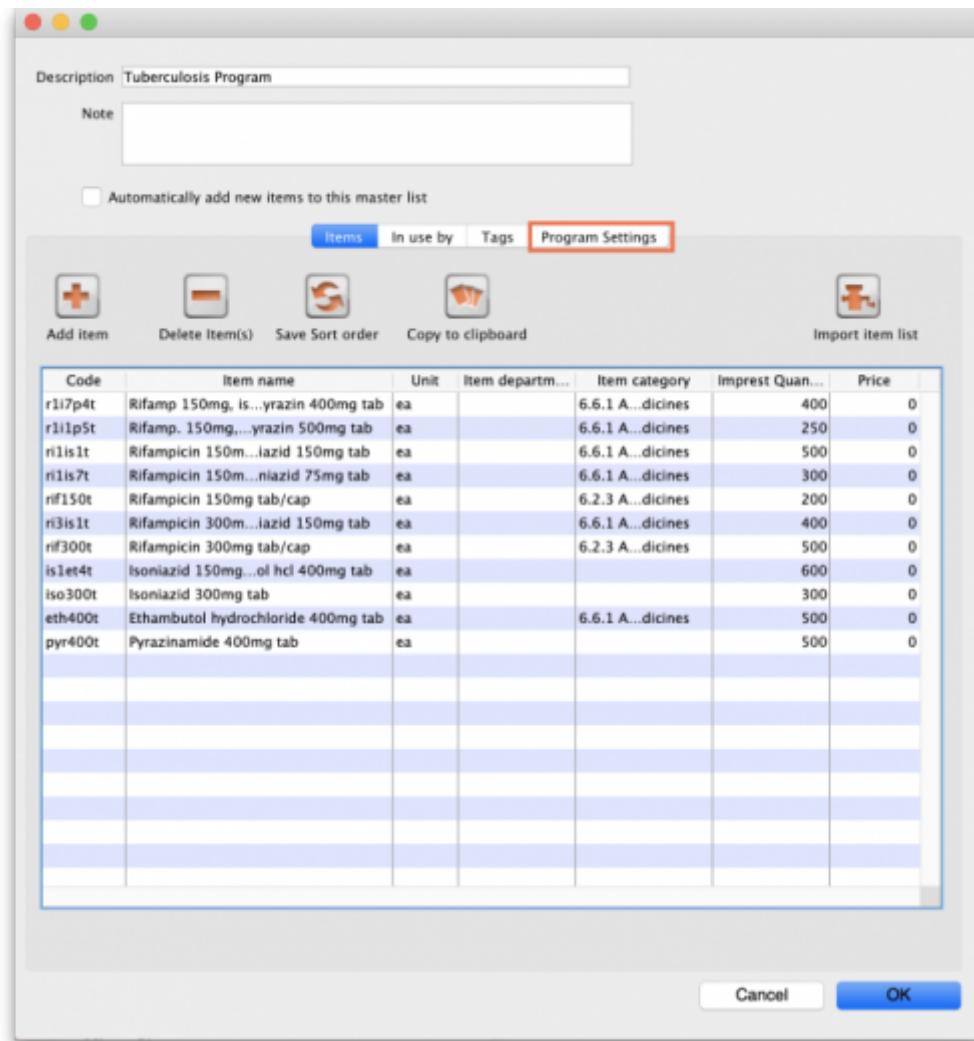 Description Tuberculosis Program
Note
Automatically add new items to this master list
Items In use by Tags Program Settings
Add item Delete Item(s) Save Sort order Copy to clipboard Import item list
Code Item name Unit Item departm... Item category Imprest Quan... Price
r1i7p4t Rifamp 150mg, is...yrazin 400mg tab ea 6.6.1 A...dicines 400 0
r1i1p5t Rifamp. 150mg,...yrazin 500mg tab ea 6.6.1 A...dicines 250 0
ri1is1t Rifampicin 150m...iazid 150mg tab ea 6.6.1 A...dicines 500 0
ri1is7t Rifampicin 150m...niazid 75mg tab ea 6.6.1 A...dicines 300 0
rif150t Rifampicin 150mg tab/cap ea 6.2.3 A...dicines 200 0
ri3is1t Rifampicin 300m...iazid 150mg tab ea 6.6.1 A...dicines 400 0
rif300t Rifampicin 300mg tab/cap ea 6.2.3 A...dicines 500 0
is1et4t Isoniazid 150mg...ol hcl 400mg tab ea 600 0
iso300t Isoniazid 300mg tab ea 300 0
eth400t Ethambutol hydrochloride 400mg tab ea 6.6.1 A...dicines 500 0
pyr400t Pyrazinamide 400mg tab ea 500 0
Cancel OK